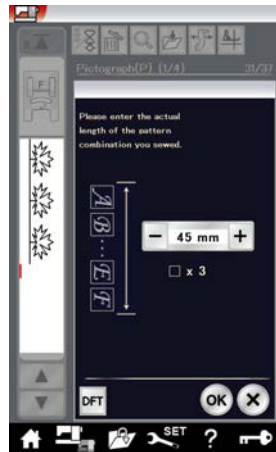 F
Pictograph(P) (1/4) 31/37
Please enter the actual
length of the pattern
combination you sewed.
A
B
E
F
− 45 mm +
x 3
DFT OK X
SET ?